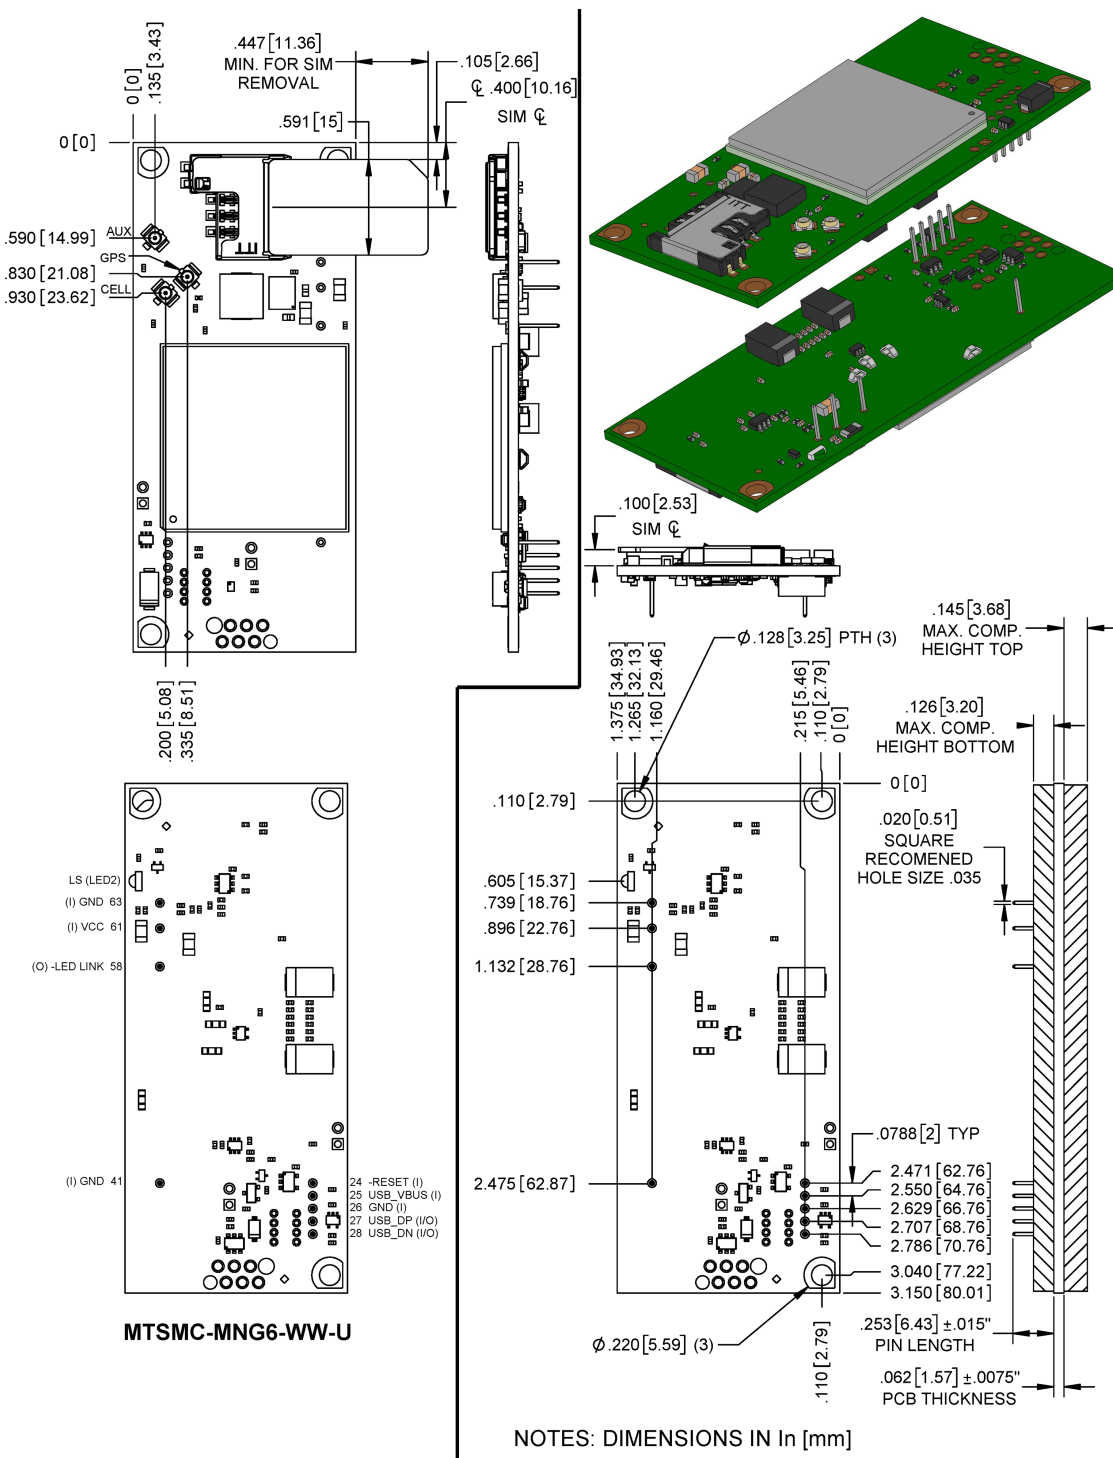 0 [0]
.135 [3.43]
.447 [11.36]
MIN. FOR SIM
REMOVAL
.105 [2.66]
℄ .400 [10.16]
SIM ℄
.591 [15]
0 [0]
AUX
.590 [14.99]
GPS
.830 [21.08]
CELL
.930 [23.62]
.200 [5.08]
.335 [8.51]
.100 [2.53]
SIM ℄
Ø.128 [3.25] PTH (3)
.145 [3.68]
MAX. COMP.
HEIGHT TOP
1.375 [34.93]
1.265 [32.13]
1.160 [29.46]
.215 [5.46]
.110 [2.79]
0 [0]
.126 [3.20]
MAX. COMP.
HEIGHT BOTTOM
0 [0]
.110 [2.79]
.020 [0.51]
SQUARE
RECOMENED
HOLE SIZE .035
LS (LED2)
(I) GND 63
(I) VCC 61
(O) -LED LINK 58
(I) GND 41
24 -RESET (I)
25 USB_VBUS (I)
26 GND (I)
27 USB_DP (I/O)
28 USB_DN (I/O)
MTSMC-MNG6-WW-U
.605 [15.37]
.739 [18.76]
.896 [22.76]
1.132 [28.76]
2.475 [62.87]
.0788 [2] TYP
2.471 [62.76]
2.550 [64.76]
2.629 [66.76]
2.707 [68.76]
2.786 [70.76]
3.040 [77.22]
3.150 [80.01]
Ø.220 [5.59] (3)
.110 [2.79]
.253 [6.43] ±.015"
PIN LENGTH
.062 [1.57] ±.0075"
PCB THICKNESS
NOTES: DIMENSIONS IN In [mm]